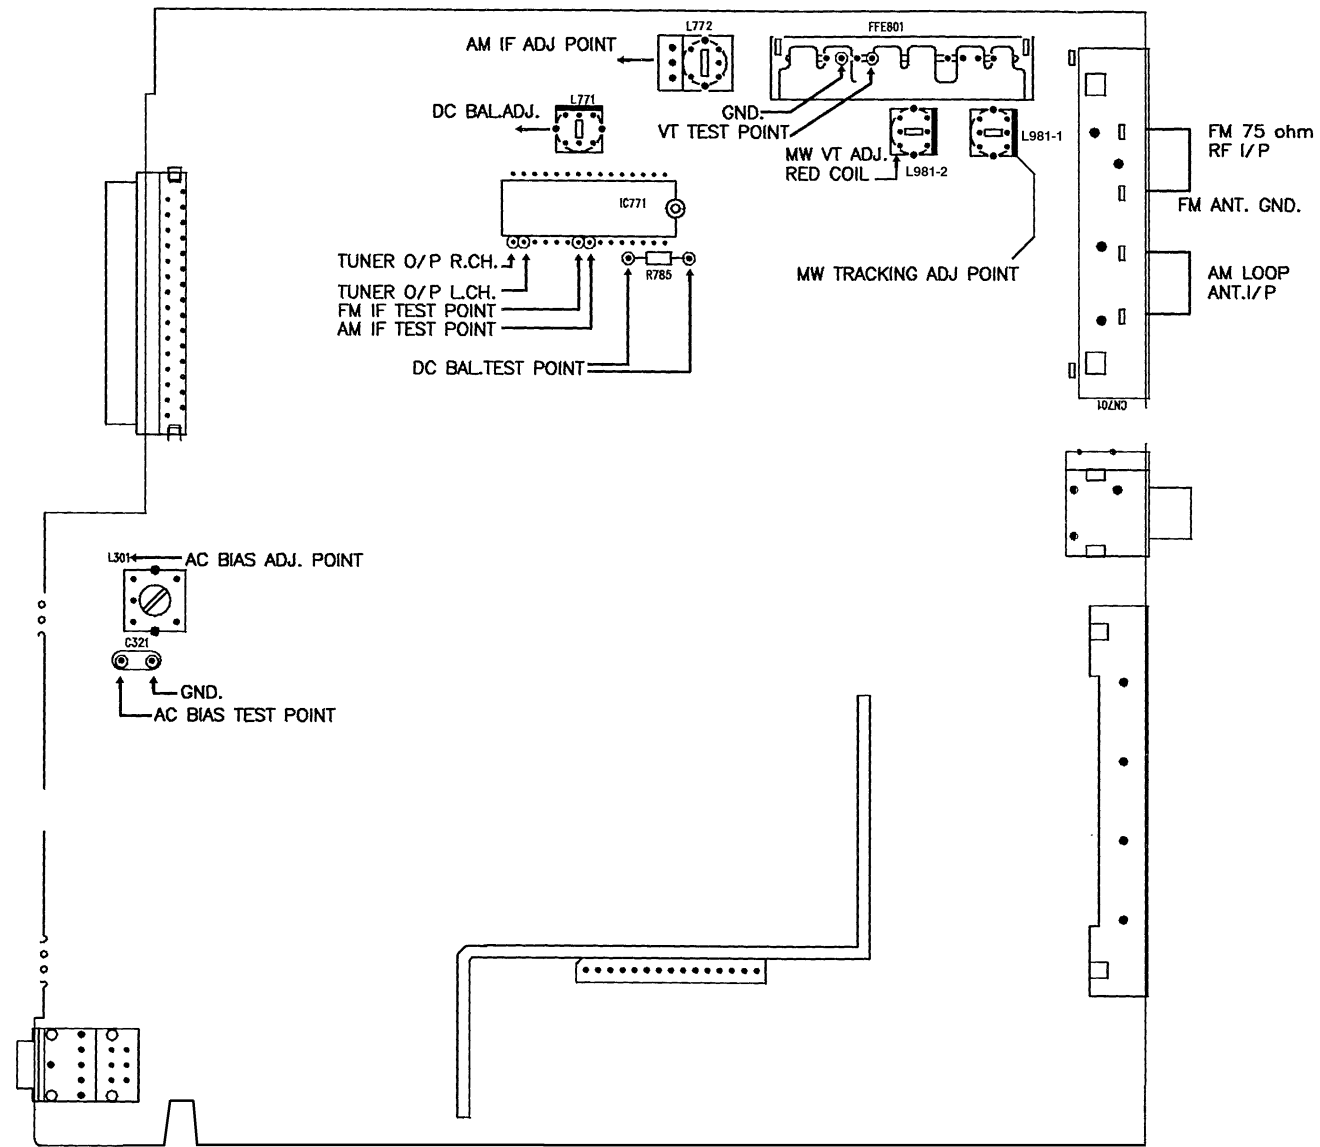 L772
FFE801
AM IF ADJ POINT
L771
DC BAL.ADJ.
GND.
VT TEST POINT
MW VT ADJ.
RED COIL
L981-2
L981-1
FM 75 ohm
RF I/P
FM ANT. GND.
IC771
TUNER O/P R.CH.
R785
MW TRACKING ADJ POINT
AM LOOP
ANT.I/P
TUNER O/P L.CH.
FM IF TEST POINT
AM IF TEST POINT
DC BAL.TEST POINT
CN701
L301
AC BIAS ADJ. POINT
C321
GND.
AC BIAS TEST POINT